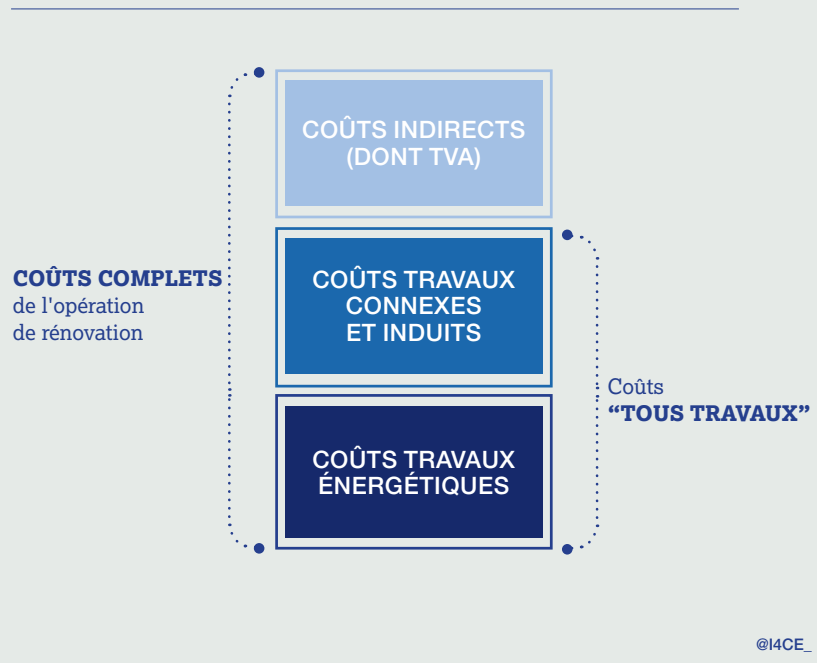 COÛTS INDIRECTS
(DONT TVA)
COÛTS COMPLETS
de l'opération
de rénovation
COÛTS TRAVAUX
CONNEXES
ET INDUITS
Coûts
“TOUS TRAVAUX”
COÛTS TRAVAUX
ÉNERGÉTIQUES
@I4CE_